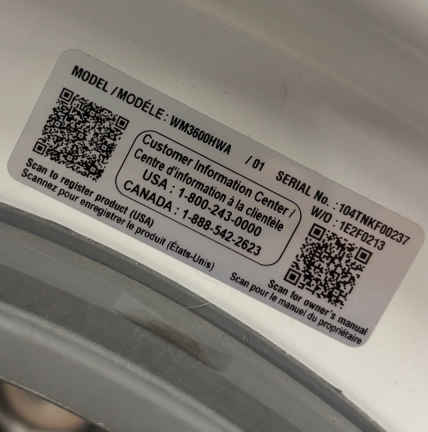 MODEL / MODÉLE : WM3600HWA / 01
SERIAL No. : 104TNKF00237
W/O : 1E2F0213
Customer Information Center /
Centre d'information à la clientèle
USA : 1-800-243-0000
CANADA : 1-888-542-2623
Scan to register product (USA)
Scannez pour enregistrer le produit (États-Unis)
Scan for owner's manual
Scan pour le manuel du propriétaire